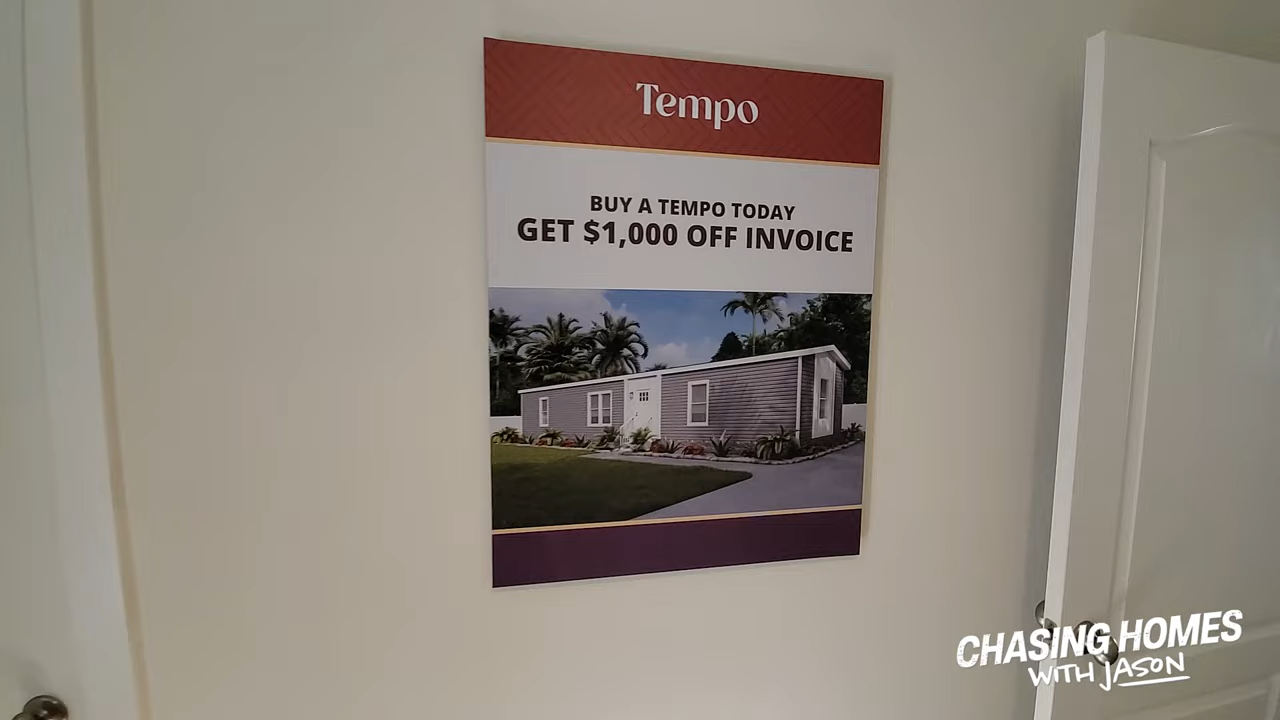 Tempo
BUY A TEMPO TODAY
GET $1,000 OFF INVOICE
CHASING HOMES
WITH JASON